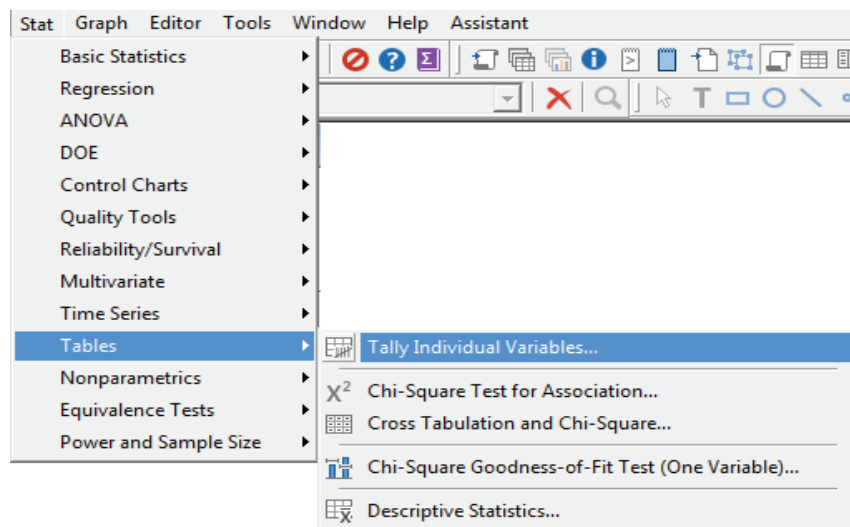 Stat Graph Editor Tools Window Help Assistant
Basic Statistics
Regression
ANOVA
DOE
Control Charts
Quality Tools
Reliability/Survival
Multivariate
Time Series
Tables
Nonparametrics
Equivalence Tests
Power and Sample Size
Tally Individual Variables...
Chi-Square Test for Association...
Cross Tabulation and Chi-Square...
Chi-Square Goodness-of-Fit Test (One Variable)...
Descriptive Statistics...